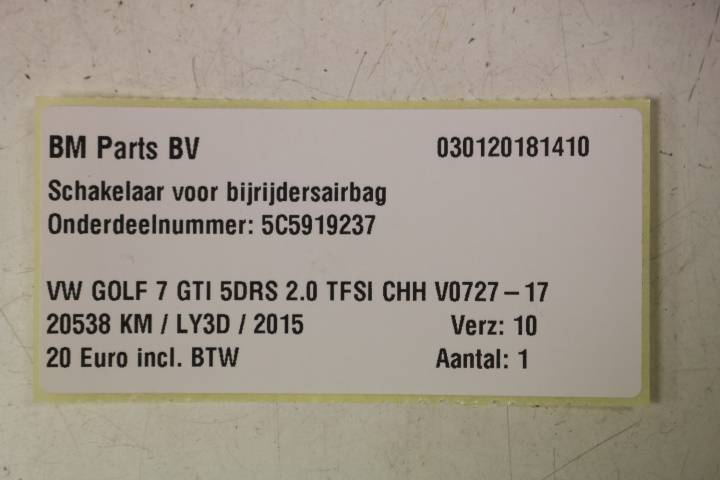 BM Parts BV 030120181410
Schakelaar voor bijrijdersairbag
Onderdeelnummer: 5C5919237
VW GOLF 7 GTI 5DRS 2.0 TFSI CHH V0727 – 17
20538 KM / LY3D / 2015 Verz: 10
20 Euro incl. BTW Aantal: 1